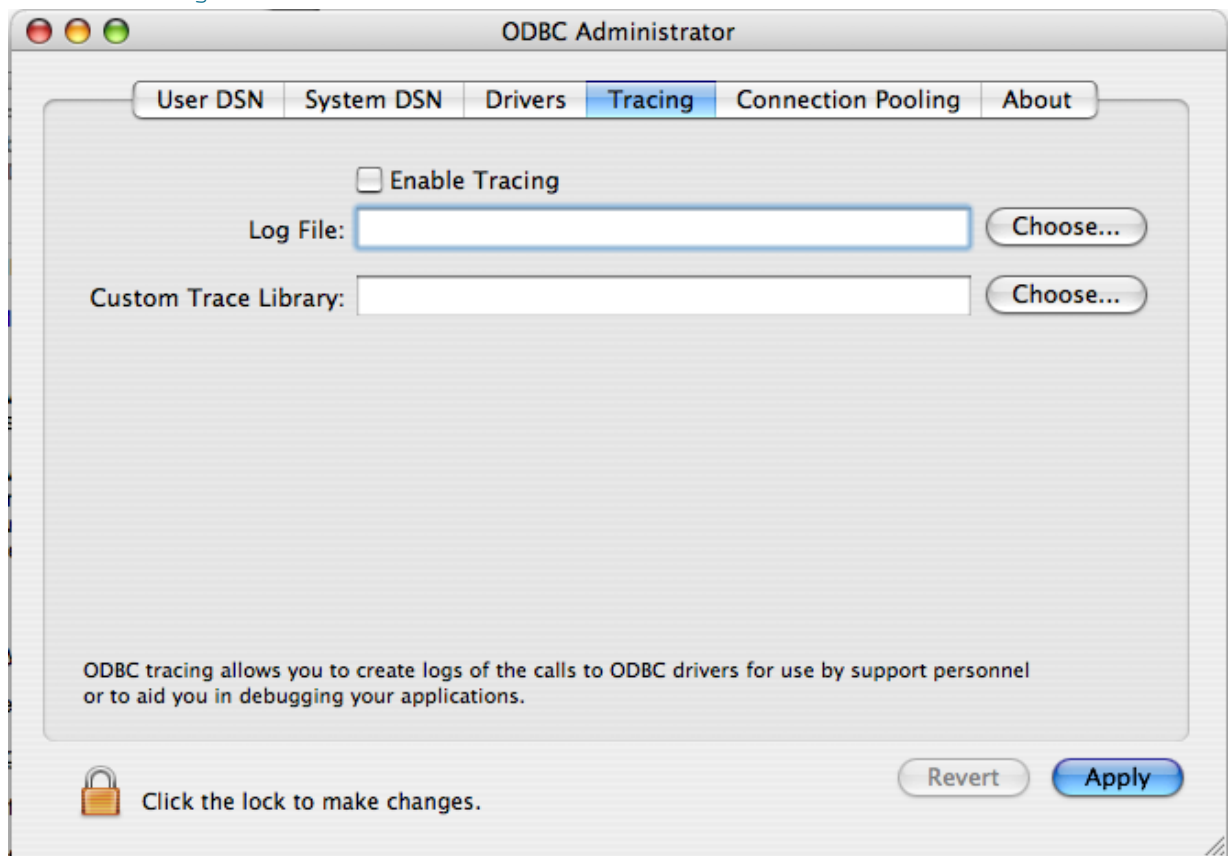 ODBC Administrator
User DSN System DSN Drivers Tracing Connection Pooling About
Enable Tracing
Log File: Choose...
Custom Trace Library: Choose...
ODBC tracing allows you to create logs of the calls to ODBC drivers for use by support personnel
or to aid you in debugging your applications.
Click the lock to make changes. Revert Apply